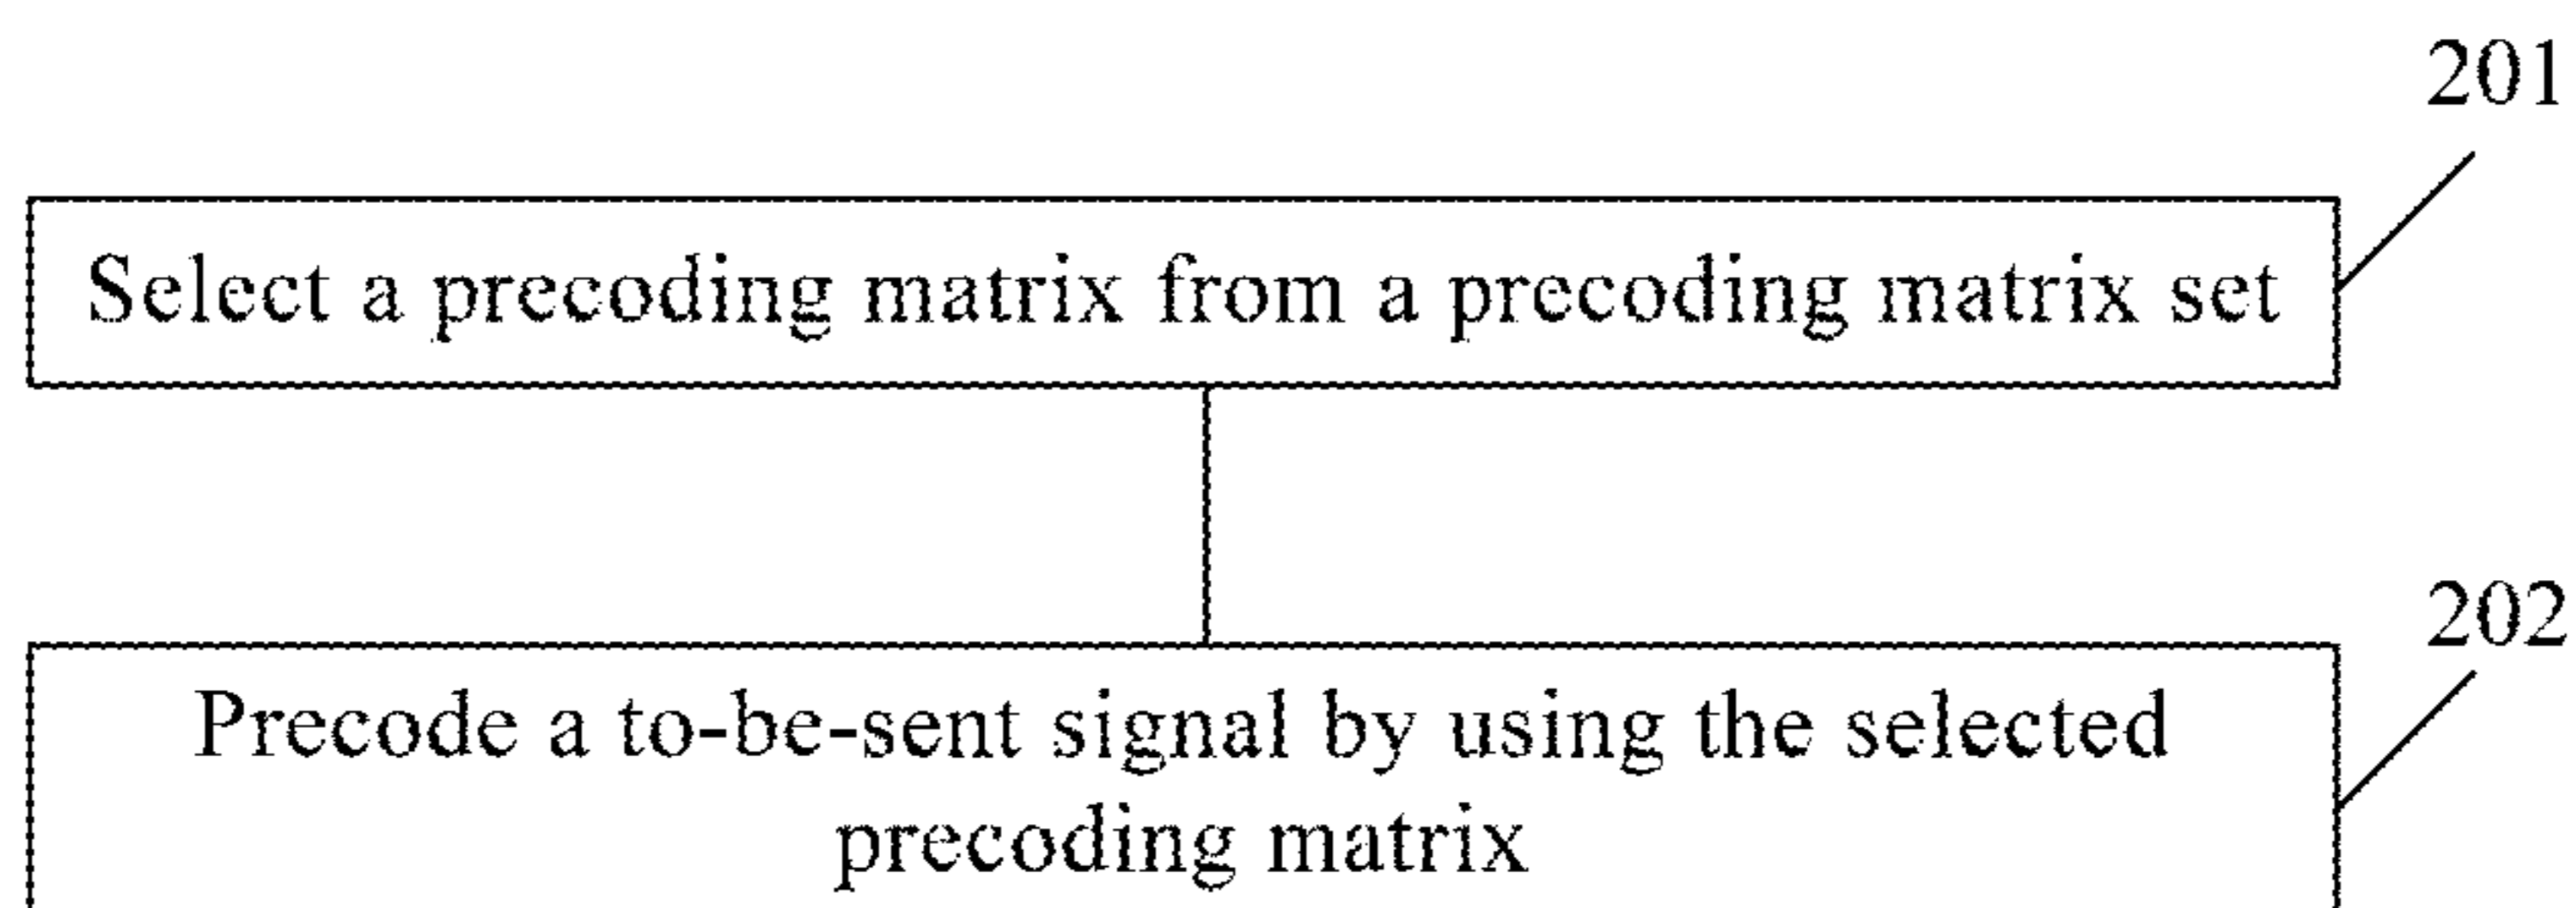 201
Select a precoding matrix from a precoding matrix set
202
Precode a to-be-sent signal by using the selected
precoding matrix